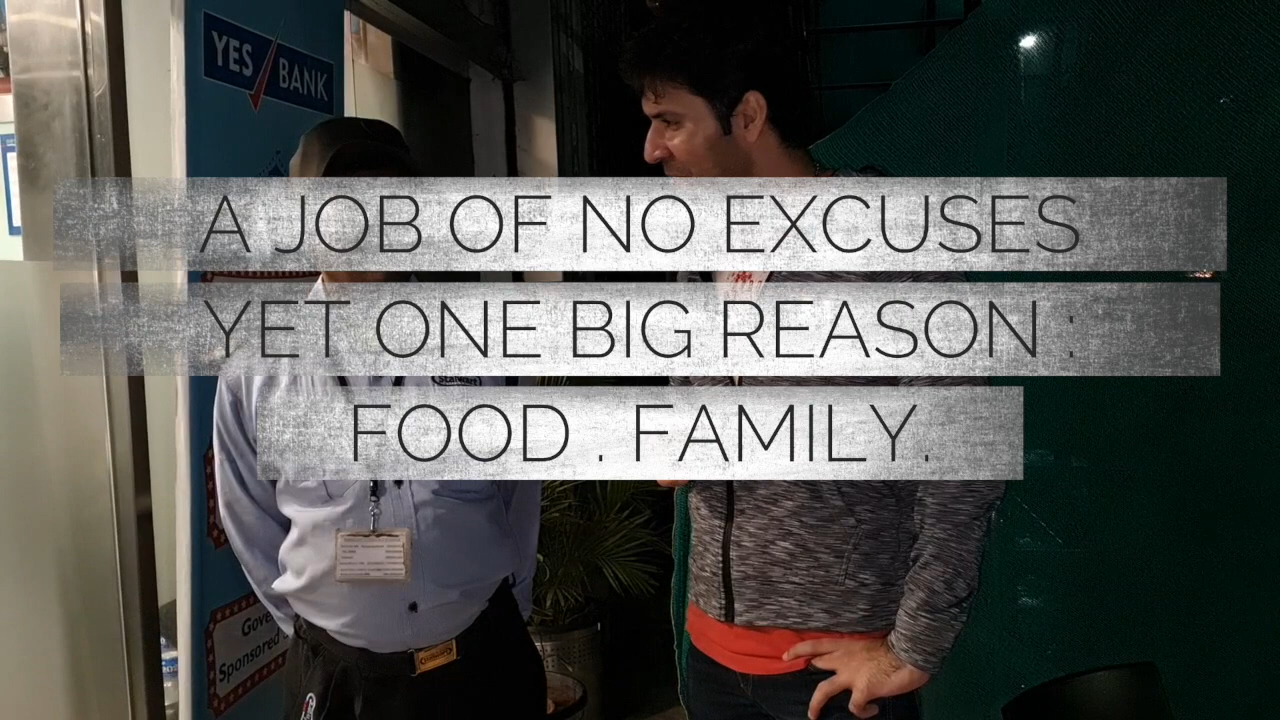 YES BANK
A JOB OF NO EXCUSES
YET ONE BIG REASON :
FOOD . FAMILY.
Gove
Sponsored